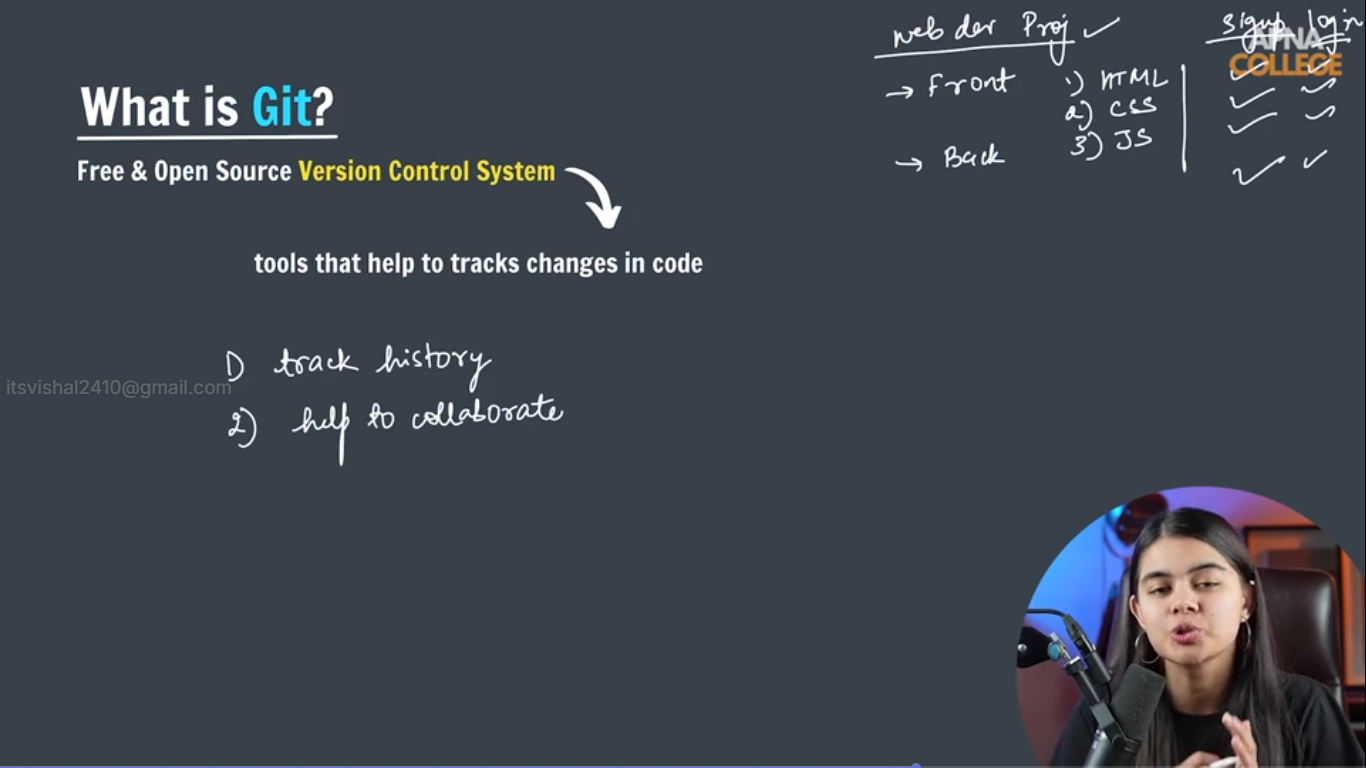 web dev Proj
signup login
APNA
COLLEGE
→ Front 1) HTML
2) CSS
3) JS
→ Back
What is Git?
Free & Open Source Version Control System
tools that help to tracks changes in code
1) track history
itsvishal2410@gmail.com
2) help to collaborate